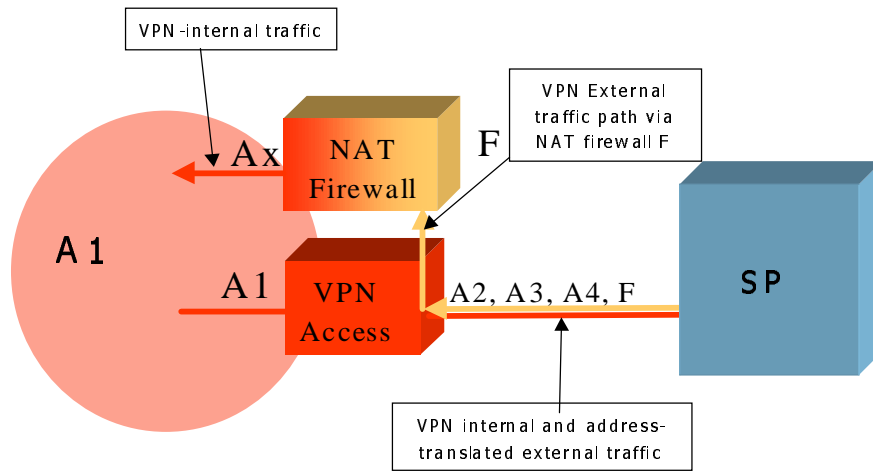 VPN-internal traffic
VPN External
traffic path via
NAT firewall F
Ax
NAT
Firewall
F
A1
A1
VPN
Access
A2, A3, A4, F
SP
VPN internal and address-
translated external traffic